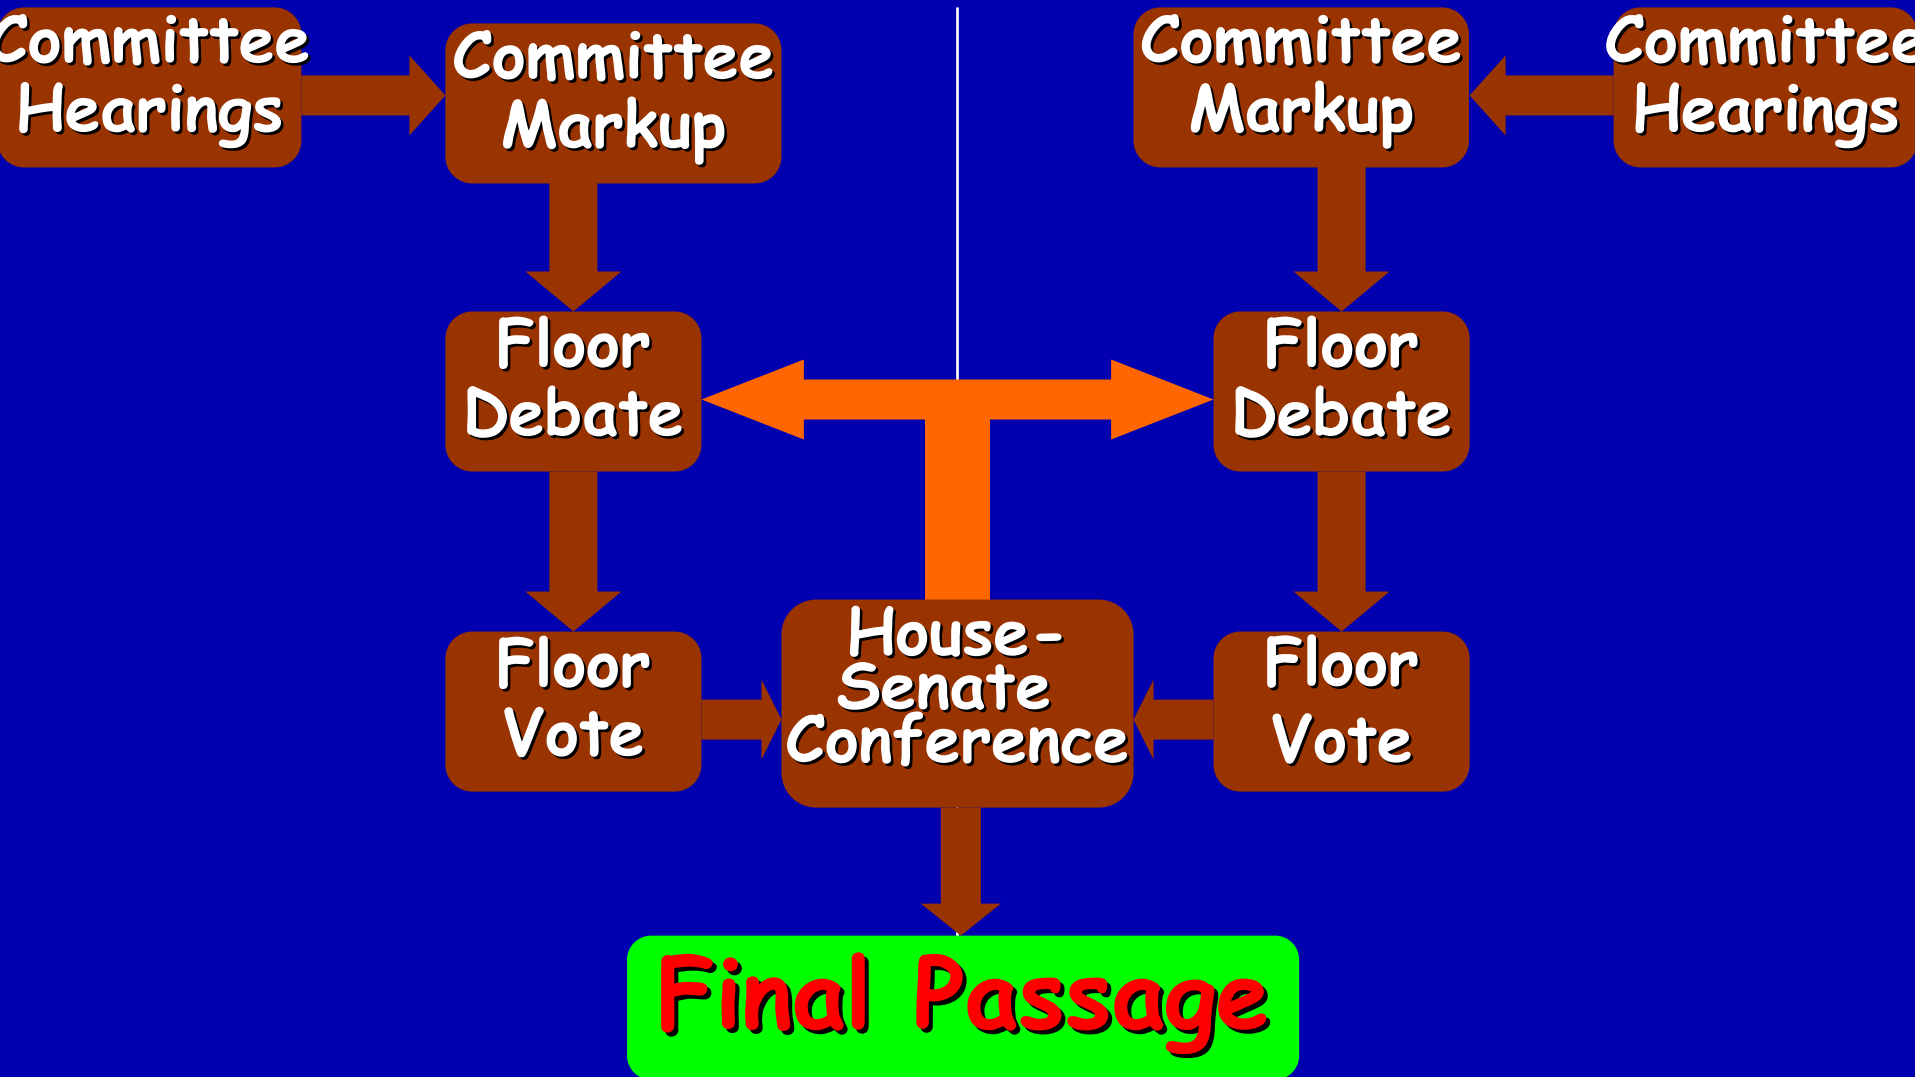 Committee
Hearings
Committee
Markup
Committee
Markup
Committee
Hearings
Floor
Debate
Floor
Debate
Floor
Vote
House-
Senate
Conference
Floor
Vote
Final Passage